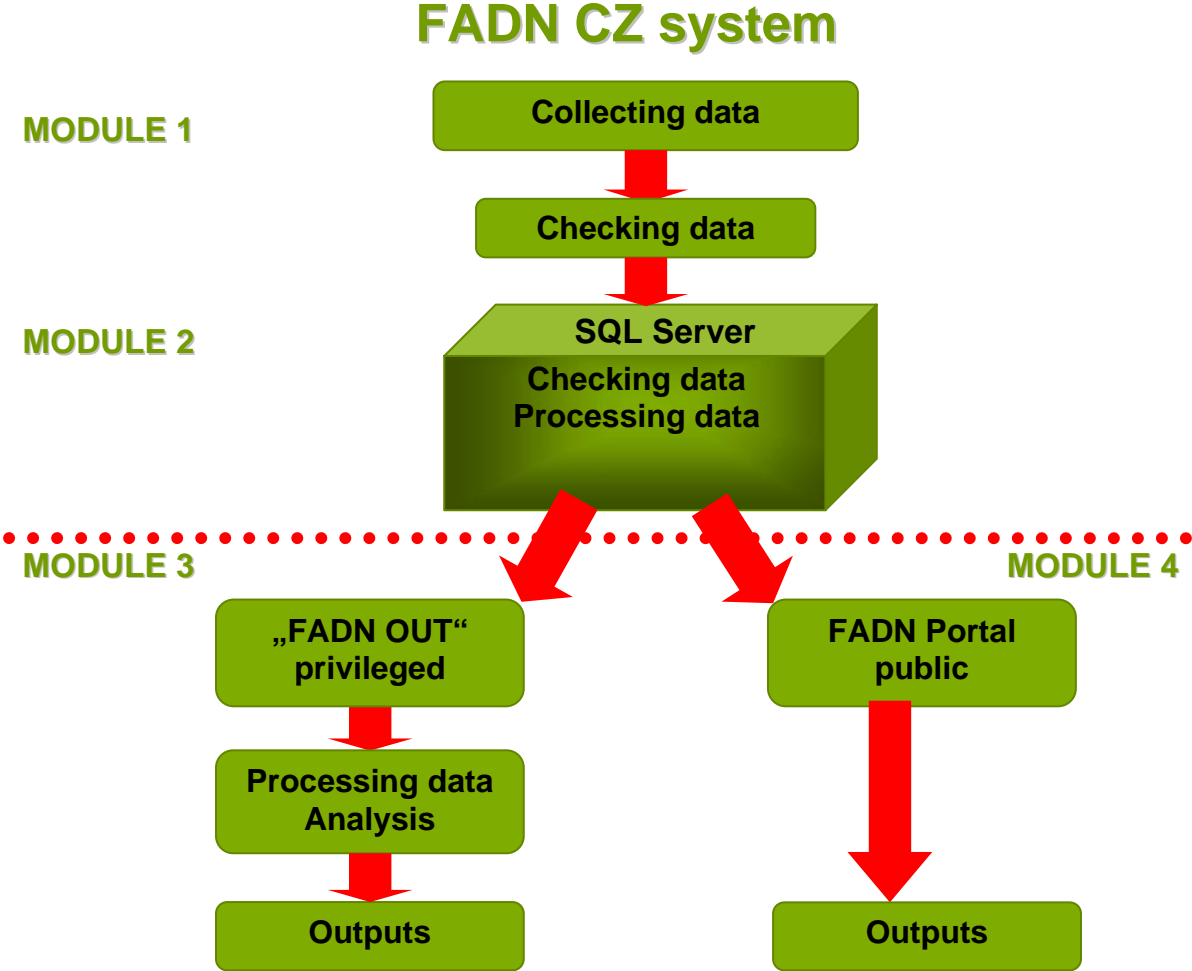 FADN CZ system
MODULE 1
Collecting data
Checking data
MODULE 2
SQL Server
Checking data
Processing data
MODULE 3
MODULE 4
„FADN OUT“
privileged
FADN Portal
public
Processing data
Analysis
Outputs
Outputs